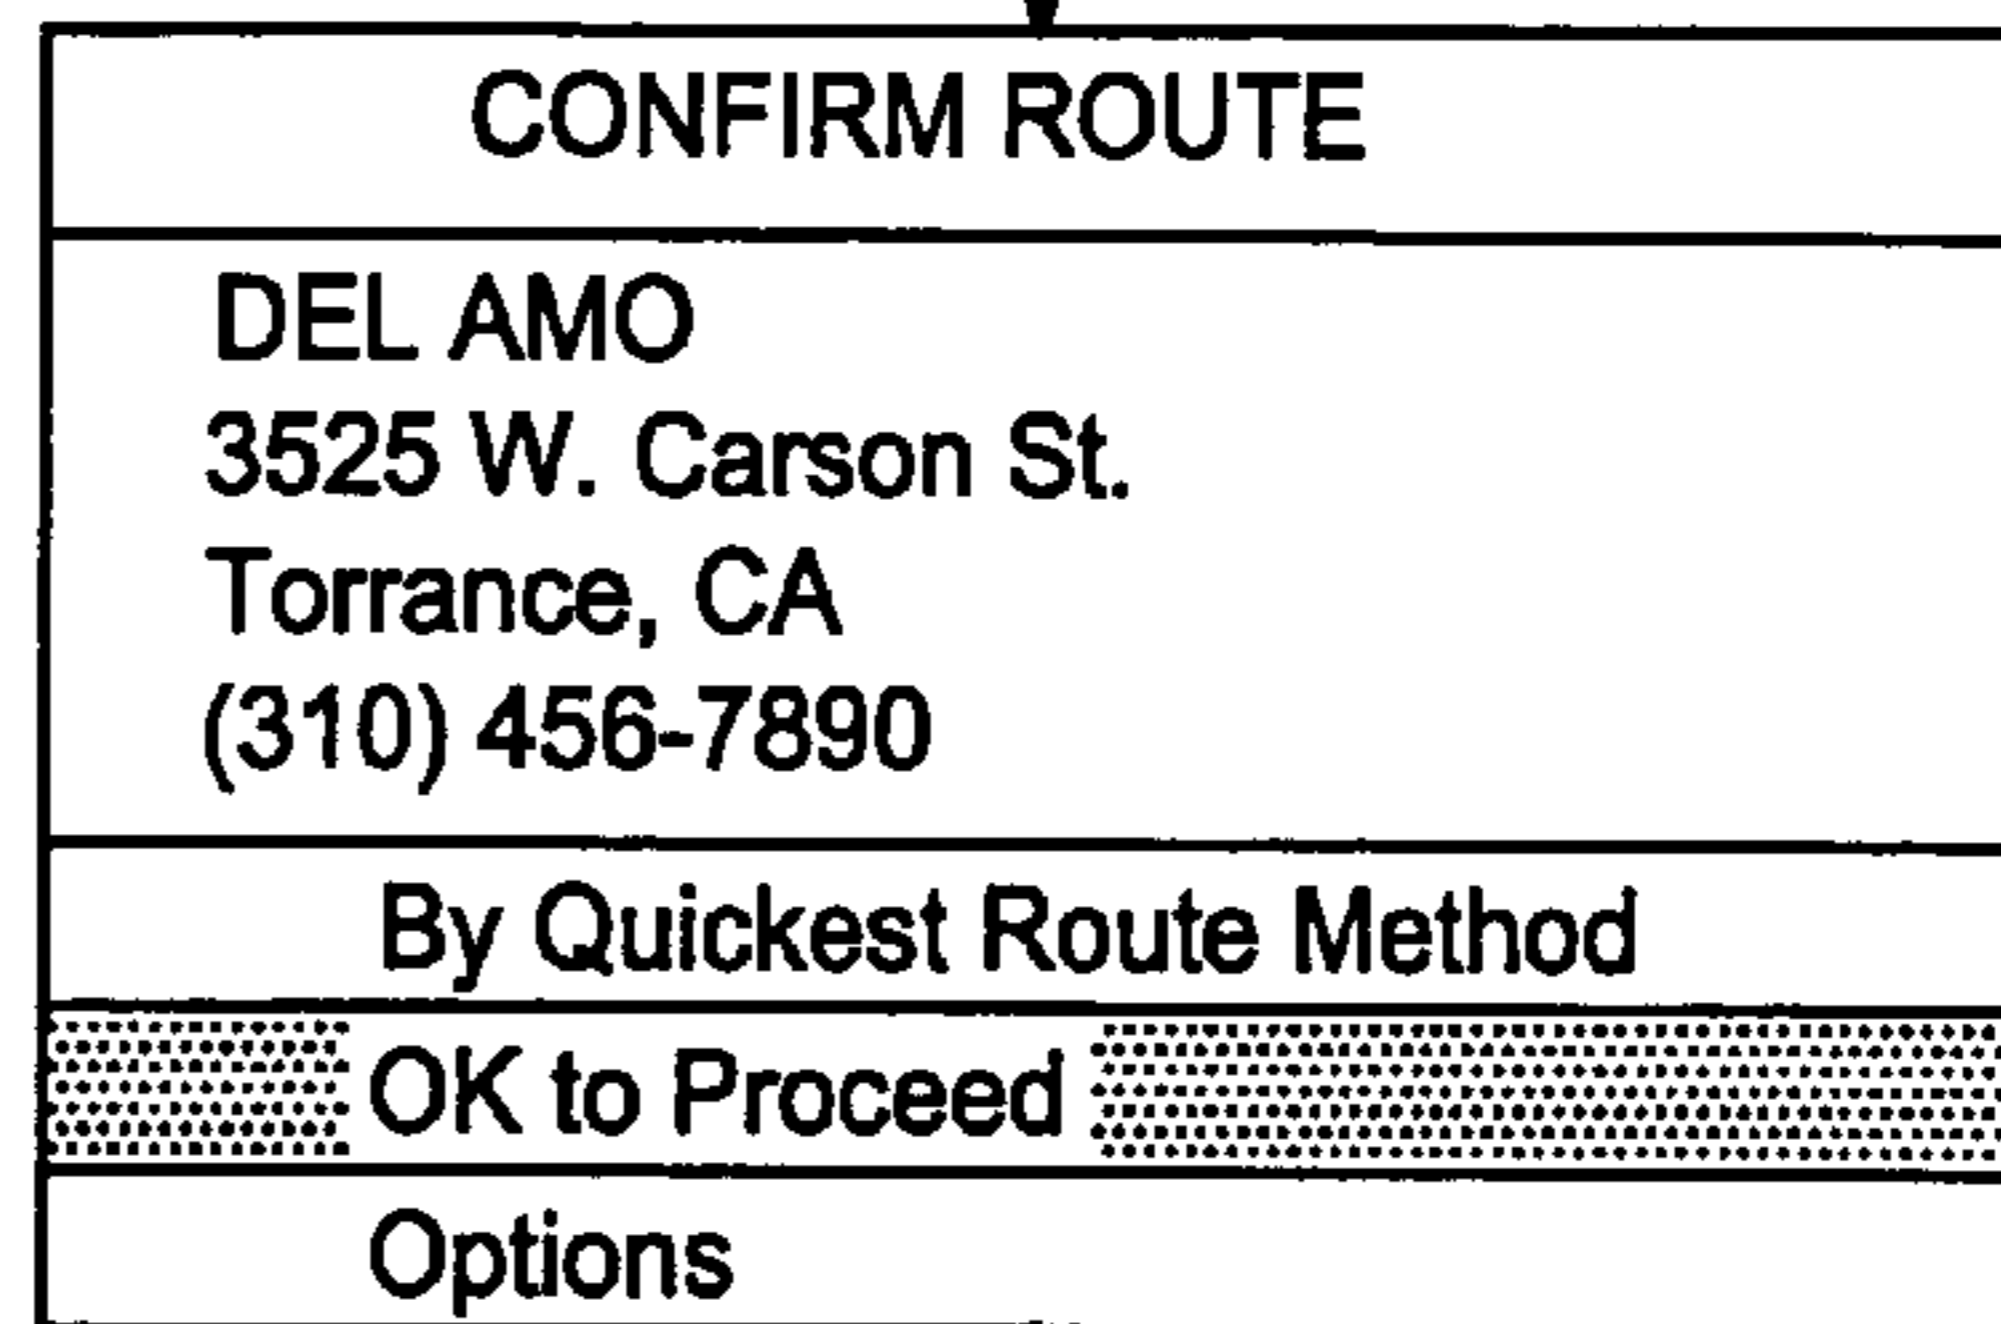 CONFIRM ROUTE
DEL AMO
3525 W. Carson St.
Torrance, CA
(310) 456-7890
By Quickest Route Method
OK to Proceed
Options